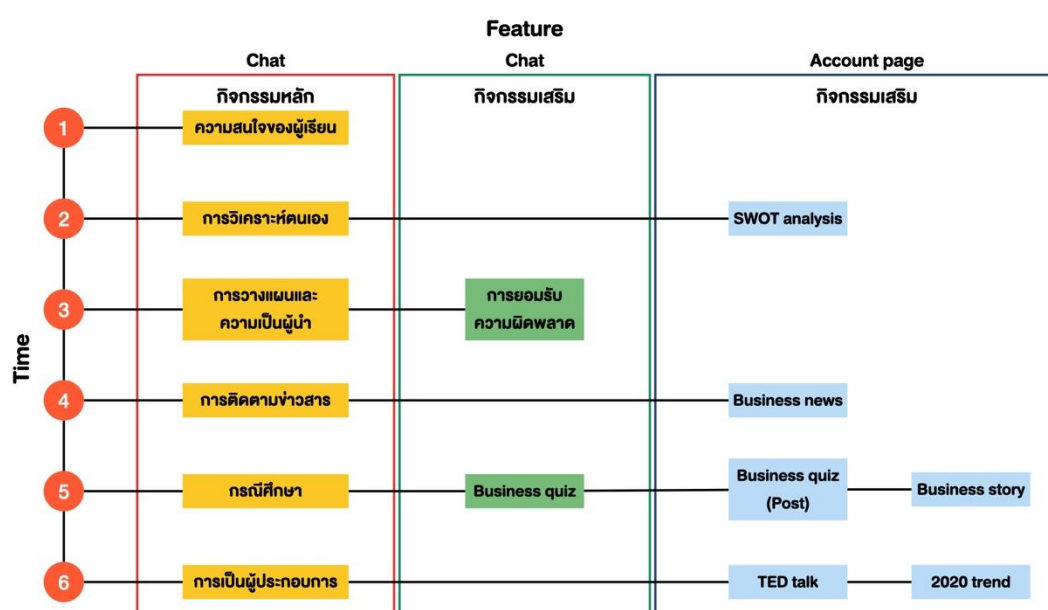 Feature
Chat
Chat
Account page
กิจกรรมหลัก
กิจกรรมเสริม
กิจกรรมเสริม
Time
1
ความสนใจของผู้เรียน
2
การวิเคราะห์ตนเอง
SWOT analysis
3
การวางแผนและ
ความเป็นผู้นำ
การยอมรับ
ความผิดพลาด
4
การติดตามข่าวสาร
Business news
5
กรณีศึกษา
Business quiz
Business quiz
(Post)
Business story
6
การเป็นผู้ประกอบการ
TED talk
2020 trend